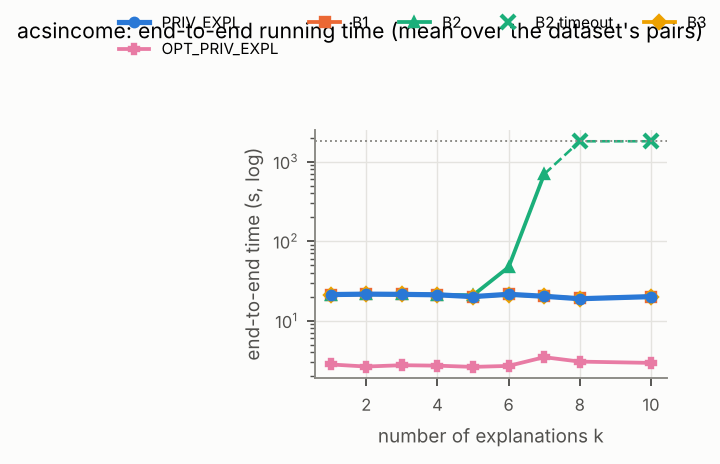 PRIV_EXPL B1 B2 B2 timeout B3
acsincome: end-to-end running time (mean over the dataset's pairs)
OPT_PRIV_EXPL
end-to-end time (s, log)
10³
10²
10¹
2 4 6 8 10
number of explanations k